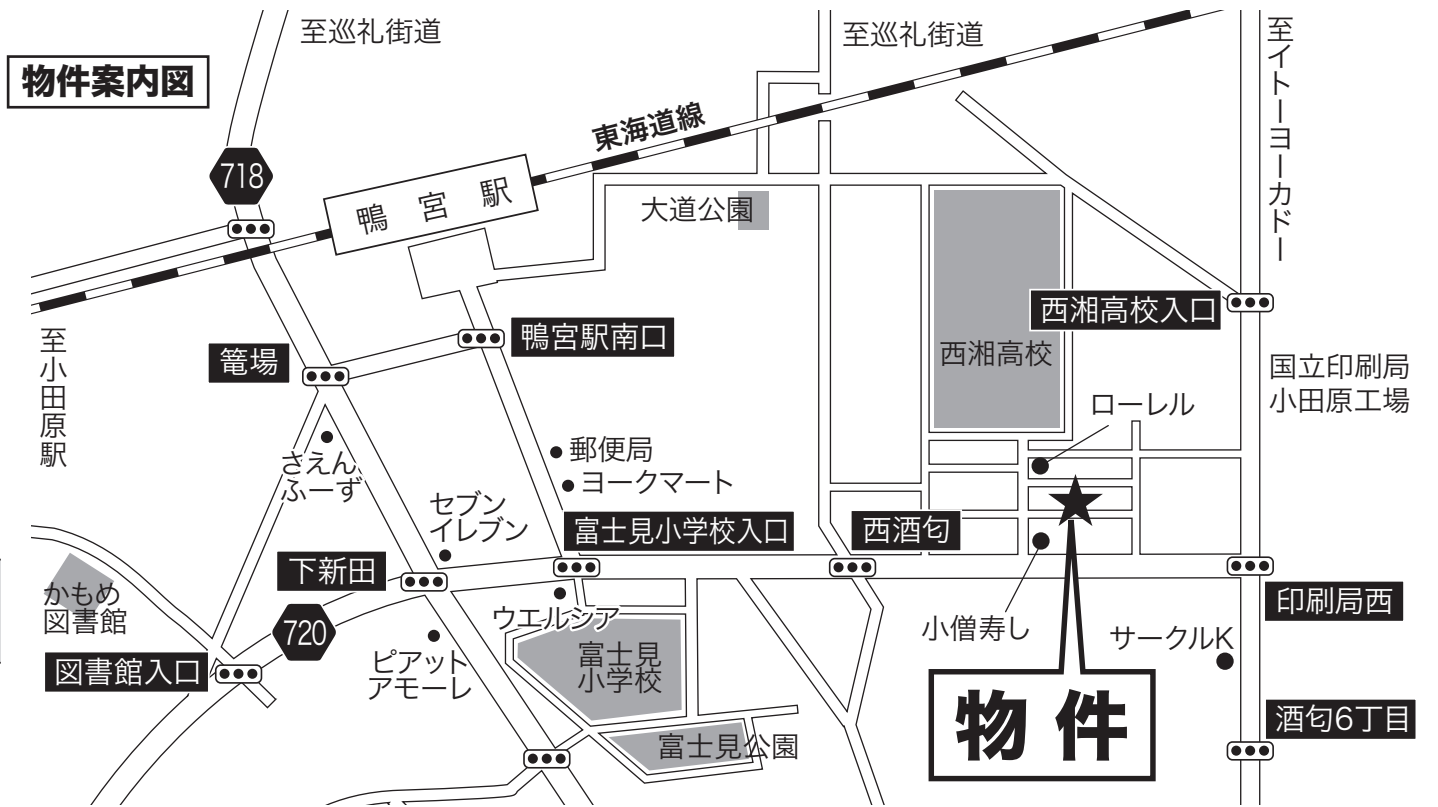 物件案内図
至巡礼街道
至巡礼街道
至イトーヨーカドー
東海道線
718
鴨宮駅
大道公園
西湘高校入口
鴨宮駅南口
西湘高校
篭場
至小田原駅
国立印刷局
小田原工場
ローレル
郵便局
ヨークマート
さえん
ふーず
セブン
イレブン
富士見小学校入口
西酒匂
下新田
かもめ
図書館
720
ウエルシア
小僧寿し
印刷局西
サークルK
図書館入口
ピアット
アモーレ
富士見
小学校
物件
酒匂6丁目
富士見公園